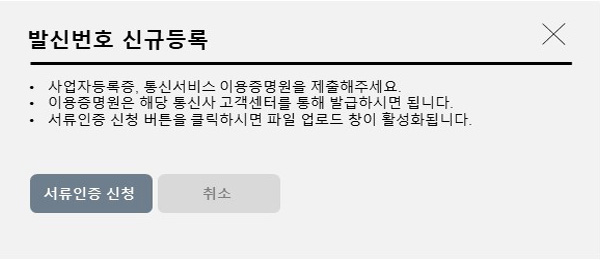 발신번호 신규등록
• 사업자등록증, 통신서비스 이용증명원을 제출해주세요.
• 이용증명원은 해당 통신사 고객센터를 통해 발급하시면 됩니다.
• 서류인증 신청 버튼을 클릭하시면 파일 업로드 창이 활성화됩니다.
서류인증 신청
취소